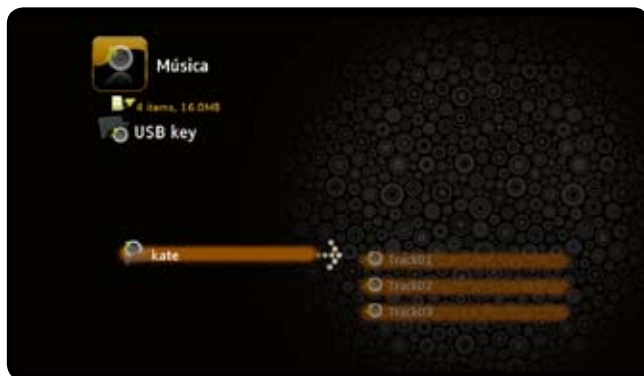 Música
4 items, 16.0MB
USB key
kate
Track01
Track02
Track03